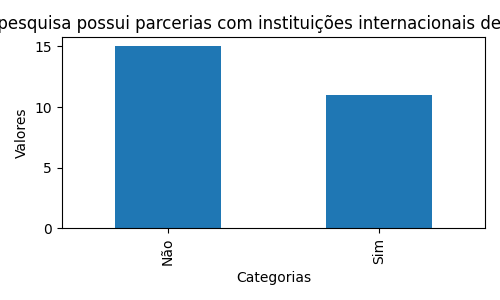 pesquisa possui parcerias com instituições internacionais de
15
10
5
0
Valores
Não
Sim
Categorias